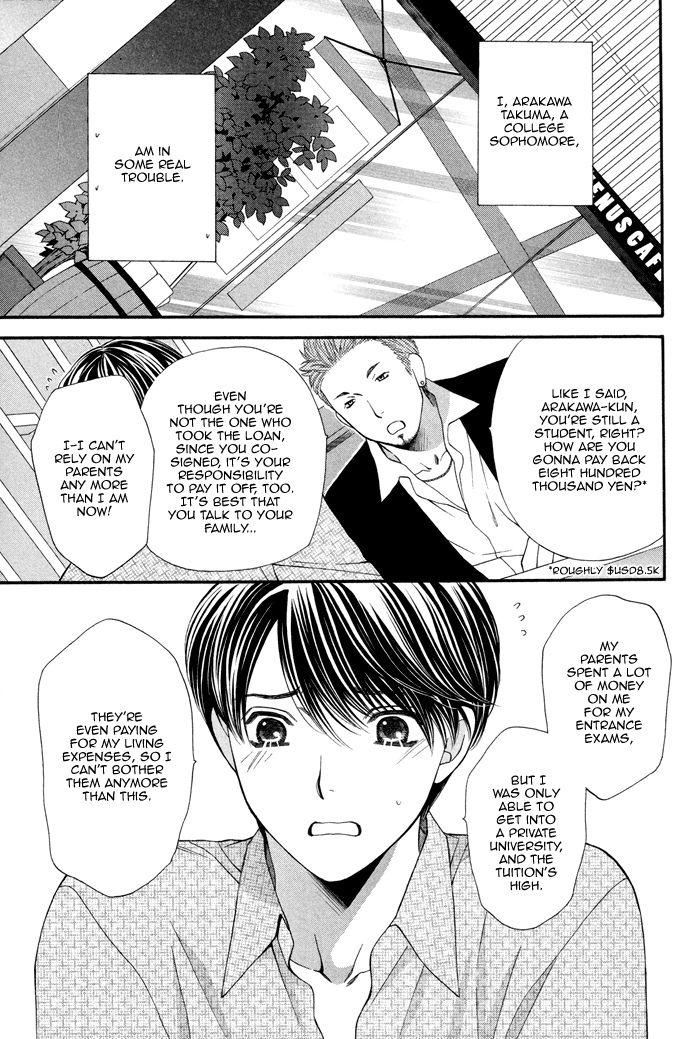 I, ARAKAWA
TAKUMA, A
COLLEGE
SOPHOMORE,
AM IN
SOME REAL
TROUBLE.
ENUSCAFE
LIKE I SAID,
ARAKAWA-KUN,
YOU'RE STILL A
STUDENT, RIGHT?
HOW ARE YOU
GONNA PAY BACK
EIGHT HUNDRED
THOUSAND YEN?*
*ROUGHLY $USD8.5K
EVEN
THOUGH YOU'RE
NOT THE ONE WHO
TOOK THE LOAN,
SINCE YOU CO-
SIGNED, IT'S YOUR
RESPONSIBILITY
TO PAY IT OFF, TOO.
IT'S BEST THAT
YOU TALK TO YOUR
FAMILY...
I-I CAN'T
RELY ON MY
PARENTS
ANY MORE
THAN I AM
NOW!
MY
PARENTS
SPENT A LOT
OF MONEY
ON ME
FOR MY
ENTRANCE
EXAMS,
BUT I
WAS ONLY
ABLE TO
GET INTO
A PRIVATE
UNIVERSITY,
AND THE
TUITION'S
HIGH.
THEY'RE
EVEN PAYING
FOR MY LIVING
EXPENSES, SO I
CAN'T BOTHER
THEM ANYMORE
THAN THIS.